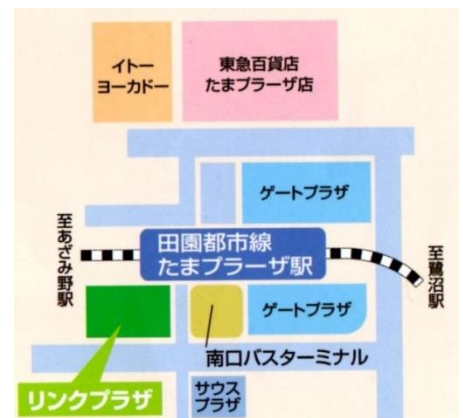 イトー
ヨーカドー
東急百貨店
たまプラーザ店
ゲートプラザ
至あざみ野駅
田園都市線
たまプラーザ駅
至鷺沼駅
ゲートプラザ
南口バスターミナル
リンクプラザ
サウス
プラザ